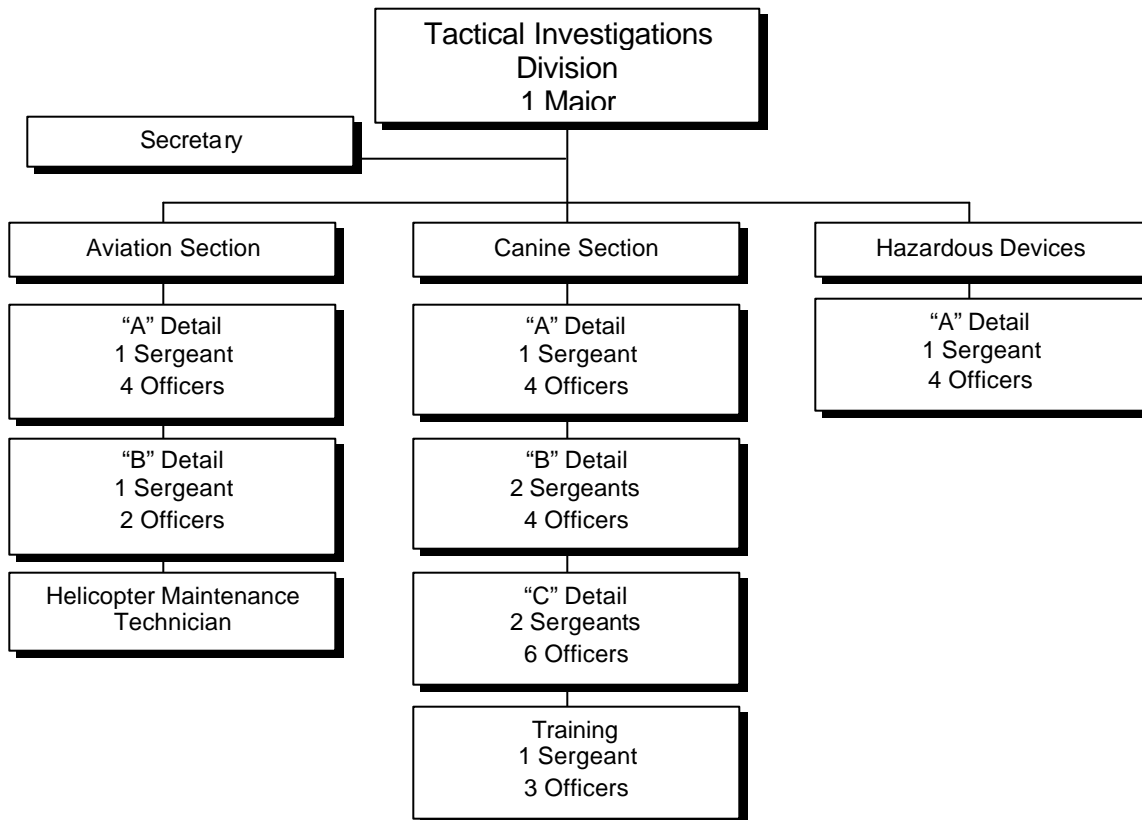 Tactical Investigations
Division
1 Major
Secretary
Aviation Section
Canine Section
Hazardous Devices
“A” Detail
1 Sergeant
4 Officers
“A” Detail
1 Sergeant
4 Officers
“A” Detail
1 Sergeant
4 Officers
“B” Detail
1 Sergeant
2 Officers
“B” Detail
2 Sergeants
4 Officers
Helicopter Maintenance
Technician
“C” Detail
2 Sergeants
6 Officers
Training
1 Sergeant
3 Officers